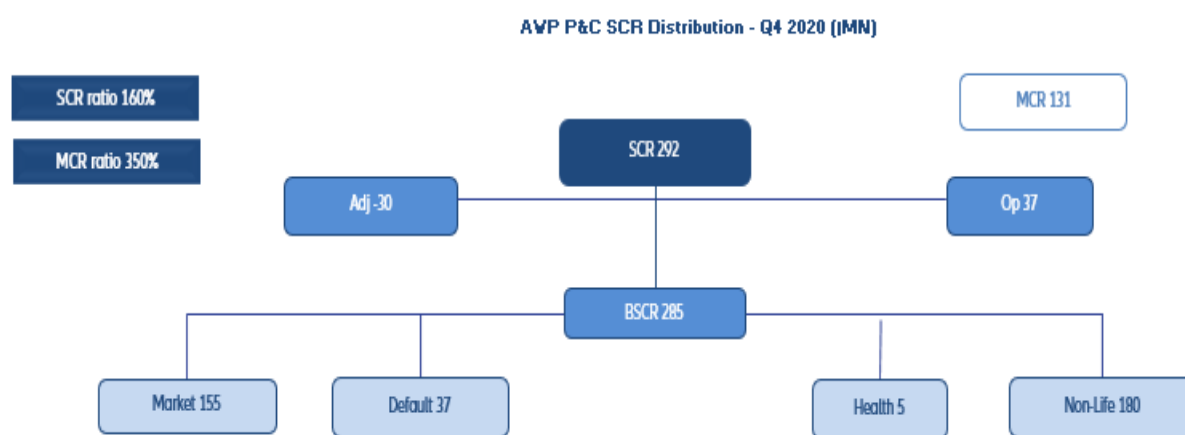 AWP P&C SCR Distribution - Q4 2020 (|MN)
SCR ratio 160%
MCR 131
SCR 292
MCR ratio 350%
Adj -30
Op 37
BSCR 285
Market 155
Default 37
Health 5
Non-Life 180